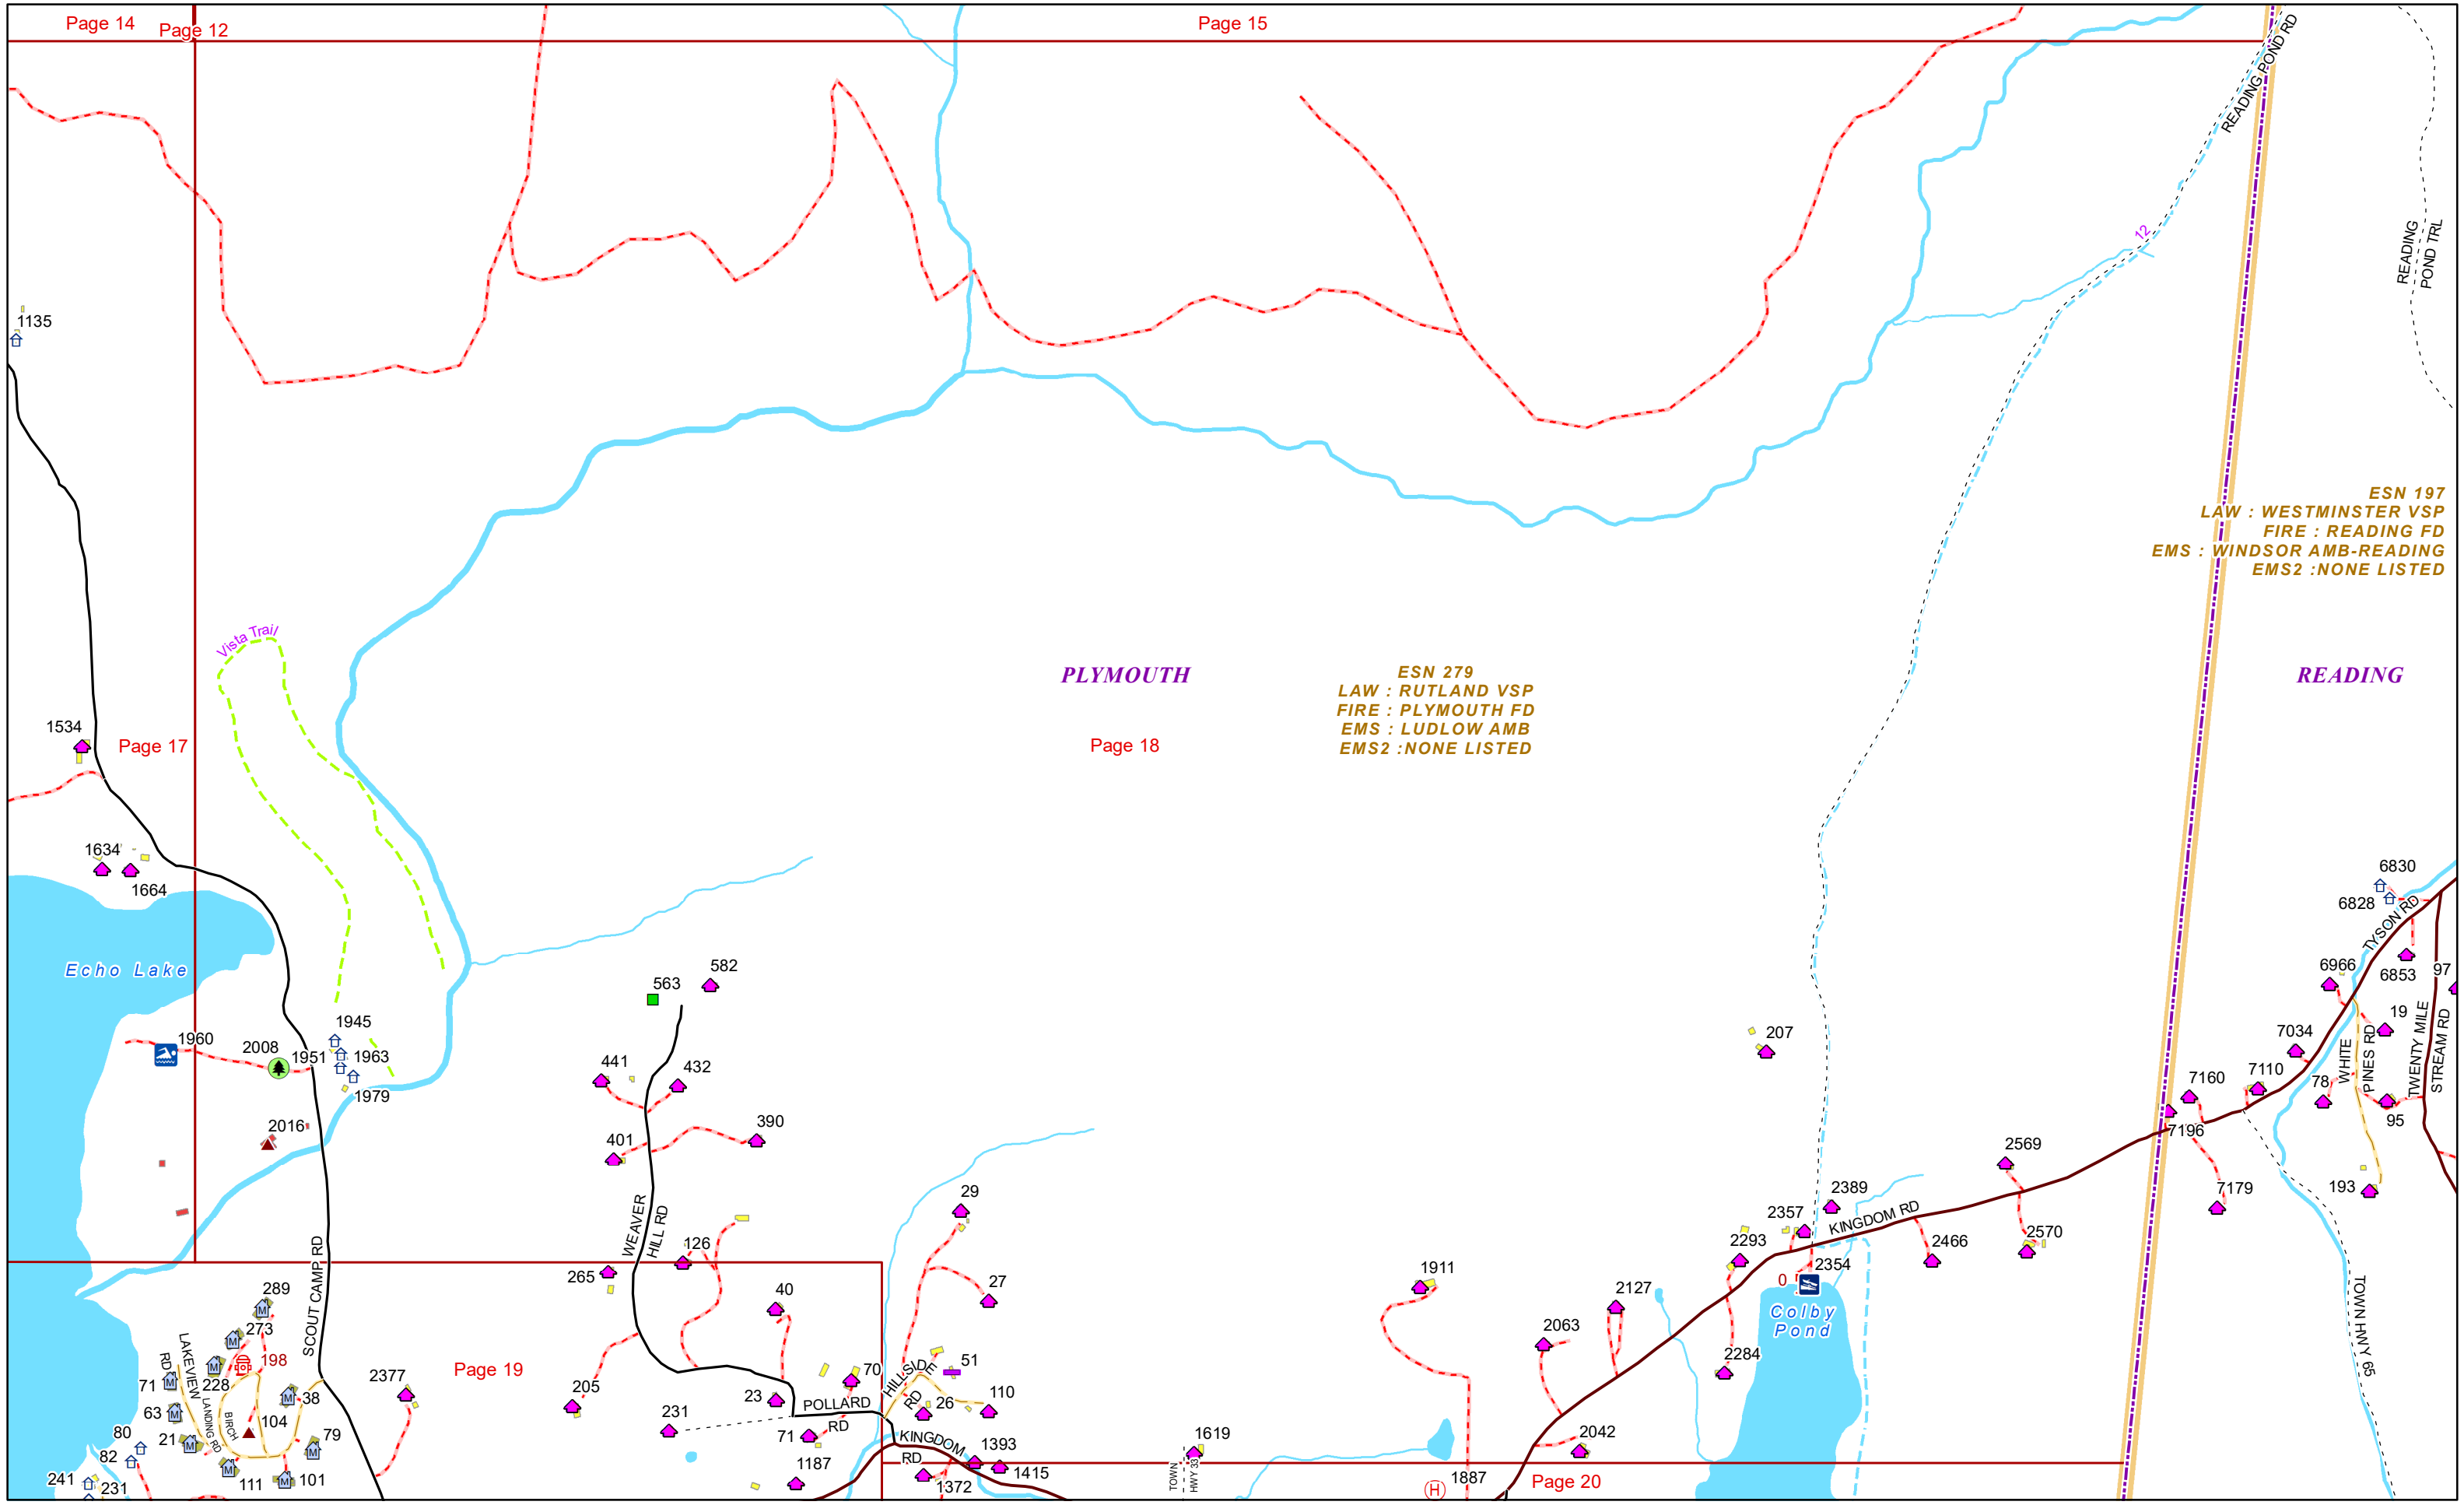 Page 14
Page 12
Page 15
READING POND RD
12
READING
POND TRL
1135
ESN 197
LAW : WESTMINSTER VSP
FIRE : READING FD
EMS : WINDSOR AMB-READING
EMS2 :NONE LISTED
Vista Trail
PLYMOUTH
ESN 279
LAW : RUTLAND VSP
FIRE : PLYMOUTH FD
EMS : LUDLOW AMB
EMS2 :NONE LISTED
READING
1534
Page 17
Page 18
1634
1664
6830
6828
TYSON RD
Echo Lake
582
563
6966
6853
97
1945
1960
2008
1951
1963
1979
441
432
207
19
7034
WHITE
PINES RD
TWENTY MILE
STREAM RD
7160
7110
78
95
2016
401
390
7196
2569
193
7179
29
2389
2357
KINGDOM RD
WEAVER
HILL RD
SCOUT CAMP RD
126
2293
2466
2570
2354
265
289
40
27
1911
0
Colby
Pond
TOWN HWY 65
2127
273
2063
LAKEVIEW
RD
198
Page 19
2377
70
HILLSIDE
RD
51
2284
71
228
38
205
23
POLLARD
RD
26
110
63
LANDING RD
BIRCH
104
231
71
80
21
79
KINGDOM
RD
1393
1619
2042
82
1187
1415
TOWN
HWY 33
241
231
111
101
1372
H
1887
Page 20
M
M
M
M
M
M
M
M
M
M